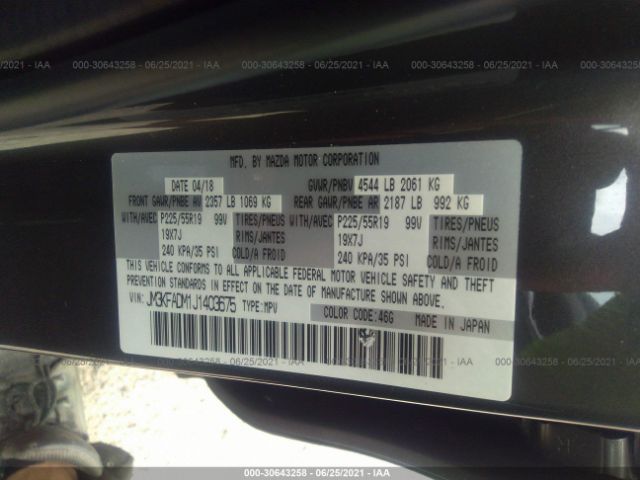 000-30643258 - 06/25/2021 - IAA
MFD. BY MAZDA MOTOR CORPORATION
DATE 04/18 GVWR/PNBV 4544 LB 2061 KG
FRONT GAWR/PNBE AV 2357 LB 1069 KG REAR GAWR/PNBE AR 2187 LB 992 KG
WITH/AVEC P225/55R19 99V TIRES/PNEUS WITH/AVEC P225/55R19 99V TIRES/PNEUS
19X7J RIMS/JANTES 19X7J RIMS/JANTES
240 KPA/35 PSI COLD/A FROID 240 KPA/35 PSI COLD/A FROID
THIS VEHICLE CONFORMS TO ALL APPLICABLE FEDERAL MOTOR VEHICLE SAFETY AND THEFT
PREVENTION STANDARDS IN EFFECT ON THE DATE OF MANUFACTURE SHOWN ABOVE.
VIN: JM3KFADM1J1403675 TYPE: MPV
COLOR CODE: 46G MADE IN JAPAN
000-30643258 - 06/25/2021 - IAA